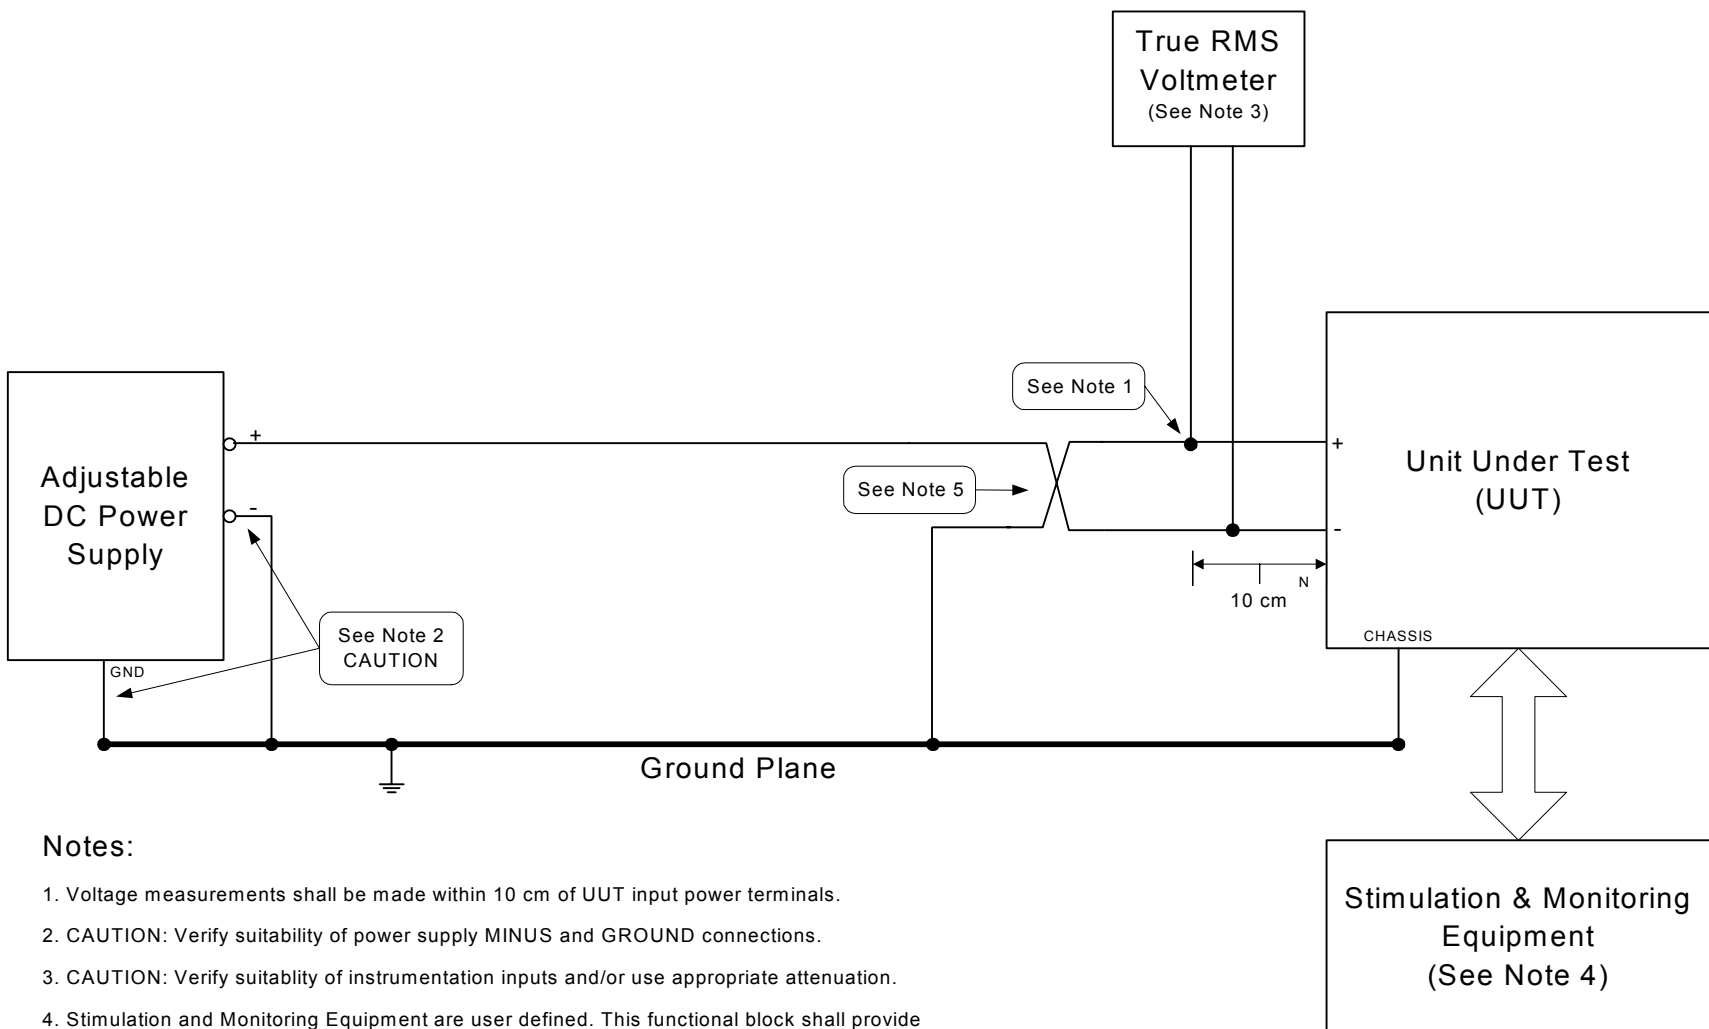 True RMS
Voltmeter
(See Note 3)
See Note 1
+
-
Adjustable
DC Power
Supply
GND
See Note 2
CAUTION
See Note 5
-
+
-
Unit Under Test
(UUT)
N
10 cm
CHASSIS
Ground Plane
Stimulation & Monitoring
Equipment
(See Note 4)
Notes:
1. Voltage measurements shall be made within 10 cm of UUT input power terminals.
2. CAUTION: Verify suitability of power supply MINUS and GROUND connections.
3. CAUTION: Verify suitablity of instrumentation inputs and/or use appropriate attenuation.
4. Stimulation and Monitoring Equipment are user defined. This functional block shall provide